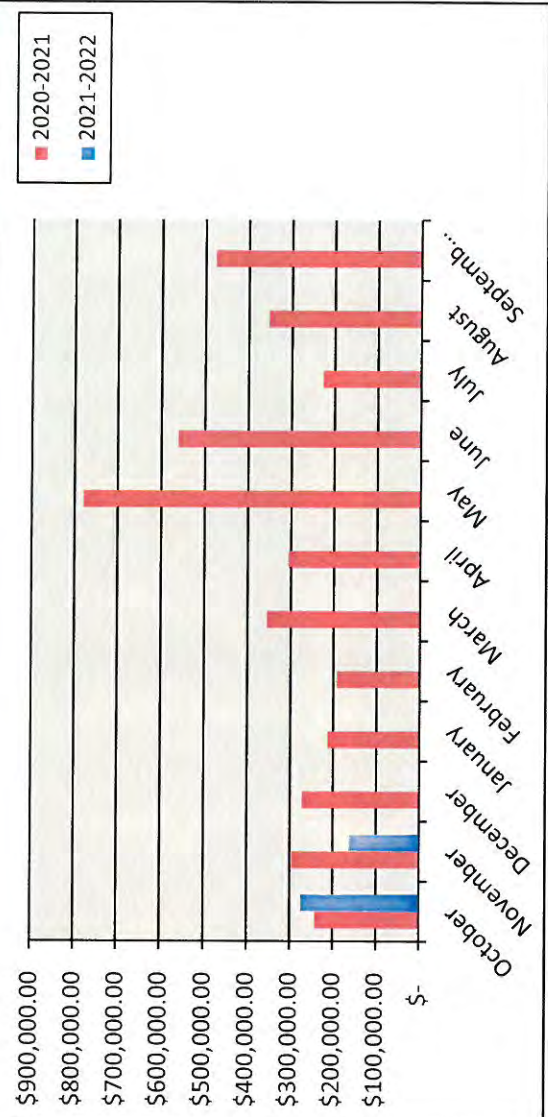 2020-2021
2021-2022
$900,000.00
$800,000.00
$700,000.00
$600,000.00
$500,000.00
$400,000.00
$300,000.00
$200,000.00
$100,000.00
$-
October
November
December
January
February
March
April
May
June
July
August
Septemb...